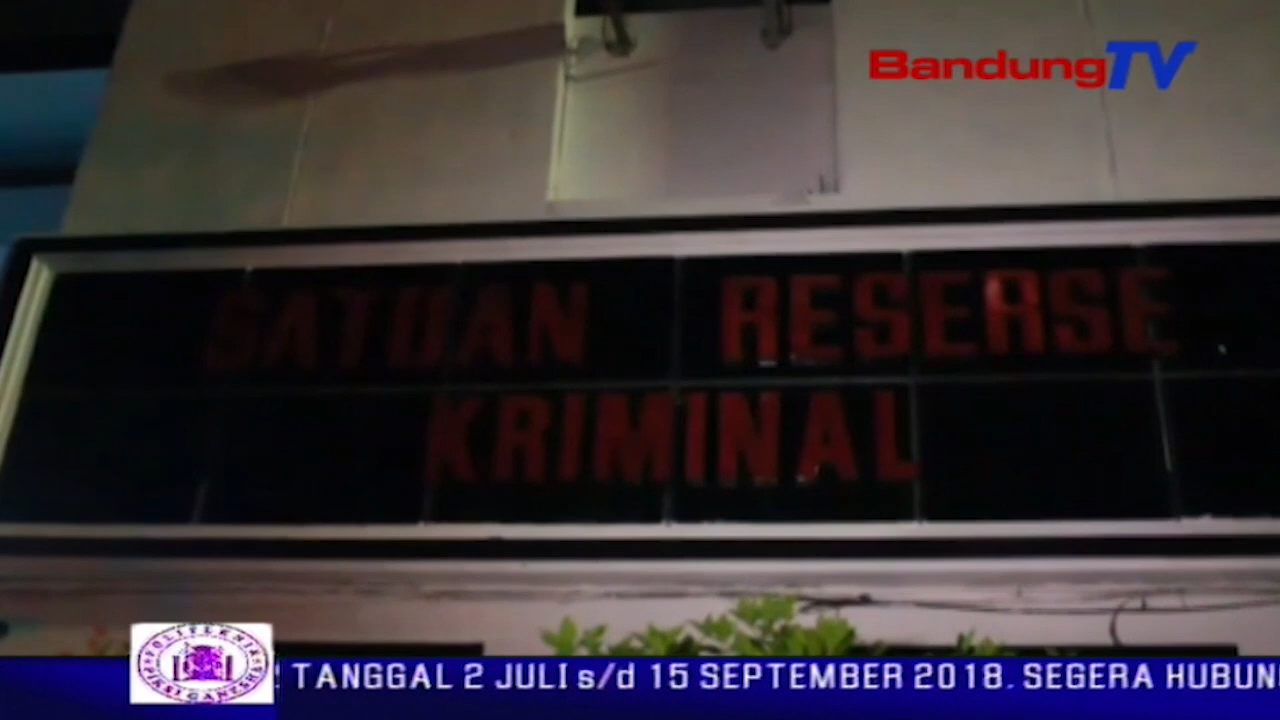 BandungTV
SATUAN RESERSE
KRIMINAL
! TANGGAL 2 JULI s/d 15 SEPTEMBER 2018. SEGERA HUBUN